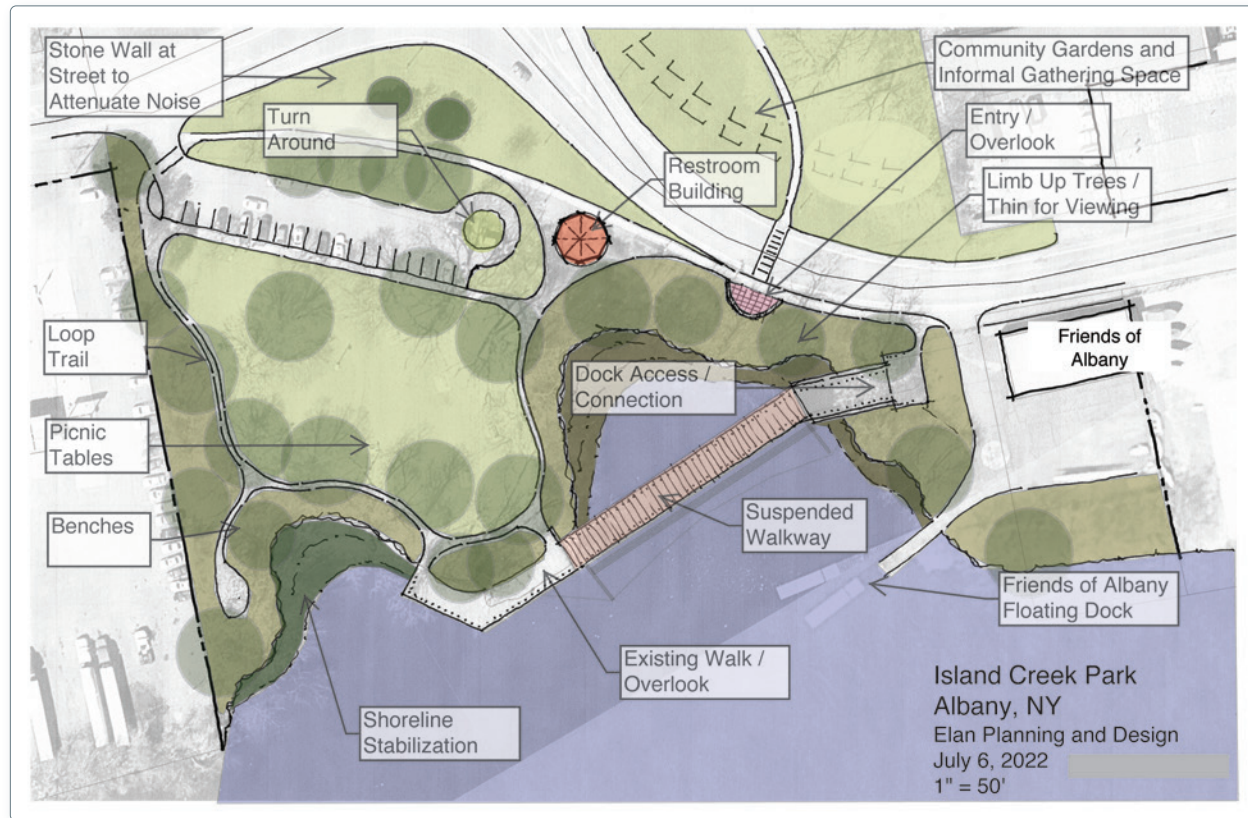 Stone Wall at
Street to
Attenuate Noise
Turn
Around
Restroom
Building
Community Gardens and
Informal Gathering Space
Entry /
Overlook
Limb Up Trees /
Thin for Viewing
Loop
Trail
Friends of
Albany
Dock Access /
Connection
Picnic
Tables
Benches
Suspended
Walkway
Friends of Albany
Floating Dock
Existing Walk /
Overlook
Shoreline
Stabilization
Island Creek Park
Albany, NY
Elan Planning and Design
July 6, 2022
1" = 50'